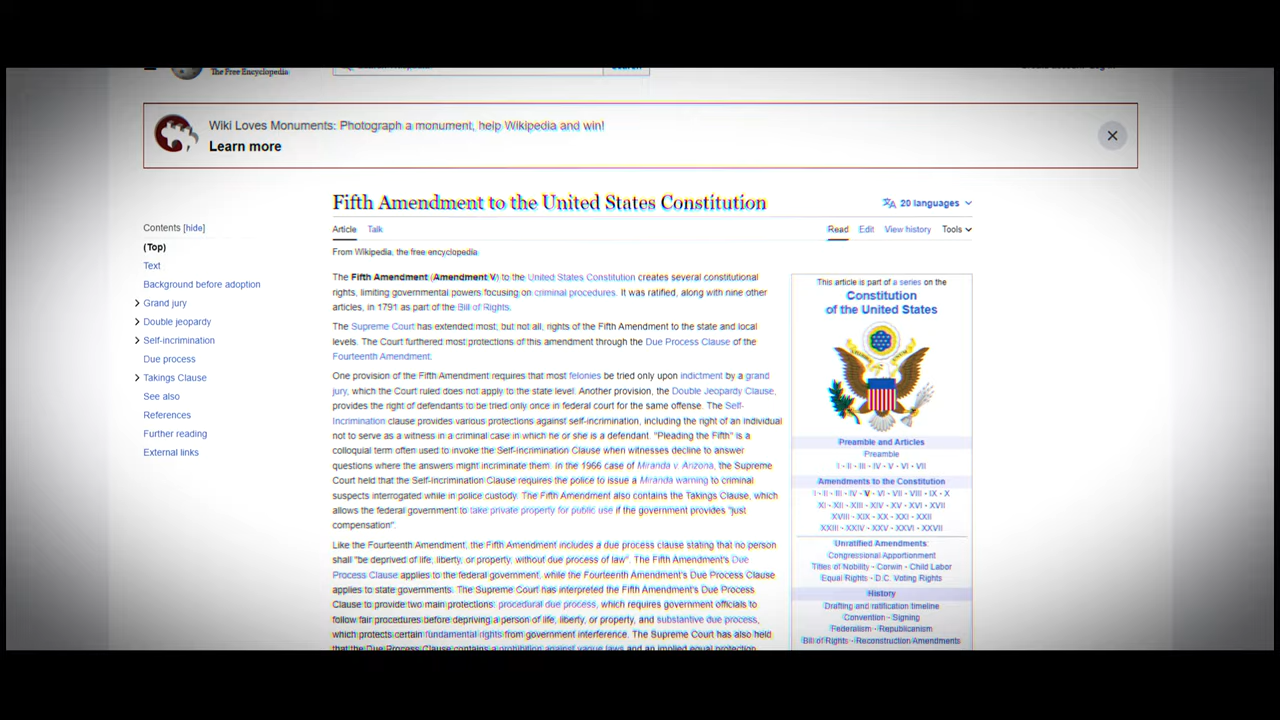 The Free Encyclopedia
Wiki Loves Monuments: Photograph a monument, help Wikipedia and win!
Learn more
Fifth Amendment to the United States Constitution
20 languages
Contents [hide]
(Top)
Text
Background before adoption
Grand jury
Double jeopardy
Self-incrimination
Due process
Takings Clause
See also
References
Further reading
External links
Article Talk
Read Edit View history Tools
From Wikipedia, the free encyclopedia
The Fifth Amendment (Amendment V) to the United States Constitution creates several constitutional
rights, limiting governmental powers focusing on criminal procedures. It was ratified, along with nine other
articles, in 1791 as part of the Bill of Rights.
The Supreme Court has extended most, but not all, rights of the Fifth Amendment to the state and local
levels. The Court furthered most protections of this amendment through the Due Process Clause of the
Fourteenth Amendment.
One provision of the Fifth Amendment requires that most felonies be tried only upon indictment by a grand
jury, which the Court ruled does not apply to the state level. Another provision, the Double Jeopardy Clause,
provides the right of defendants to be tried only once in federal court for the same offense. The Self-
Incrimination clause provides various protections against self-incrimination, including the right of an individual
not to serve as a witness in a criminal case in which he or she is a defendant. "Pleading the Fifth" is a
colloquial term often used to invoke the Self-Incrimination Clause when witnesses decline to answer
questions where the answers might incriminate them. In the 1966 case of Miranda v. Arizona, the Supreme
Court held that the Self-Incrimination Clause requires the police to issue a Miranda warning to criminal
suspects interrogated while in police custody. The Fifth Amendment also contains the Takings Clause, which
allows the federal government to take private property for public use if the government provides "just
compensation".
Like the Fourteenth Amendment, the Fifth Amendment includes a due process clause stating that no person
shall "be deprived of life, liberty, or property, without due process of law". The Fifth Amendment's Due
Process Clause applies to the federal government, while the Fourteenth Amendment's Due Process Clause
applies to state governments. The Supreme Court has interpreted the Fifth Amendment's Due Process
Clause to provide two main protections: procedural due process, which requires government officials to
follow fair procedures before depriving a person of life, liberty, or property, and substantive due process,
which protects certain fundamental rights from government interference. The Supreme Court has also held
that the Due Process Clause contains a prohibition against vague laws and an implied equal protection
This article is part of a series on the
Constitution
of the United States
Preamble and Articles
Preamble
I · II · III · IV · V · VI · VII
Amendments to the Constitution
I · II · III · IV · V · VI · VII · VIII · IX · X
XI · XII · XIII · XIV · XV · XVI · XVII
XVIII · XIX · XX · XXI · XXII
XXIII · XXIV · XXV · XXVI · XXVII
Unratified Amendments:
Congressional Apportionment
Titles of Nobility · Corwin · Child Labor
Equal Rights · D.C. Voting Rights
History
Drafting and ratification timeline
Convention · Signing
Federalism · Republicanism
Bill of Rights · Reconstruction Amendments